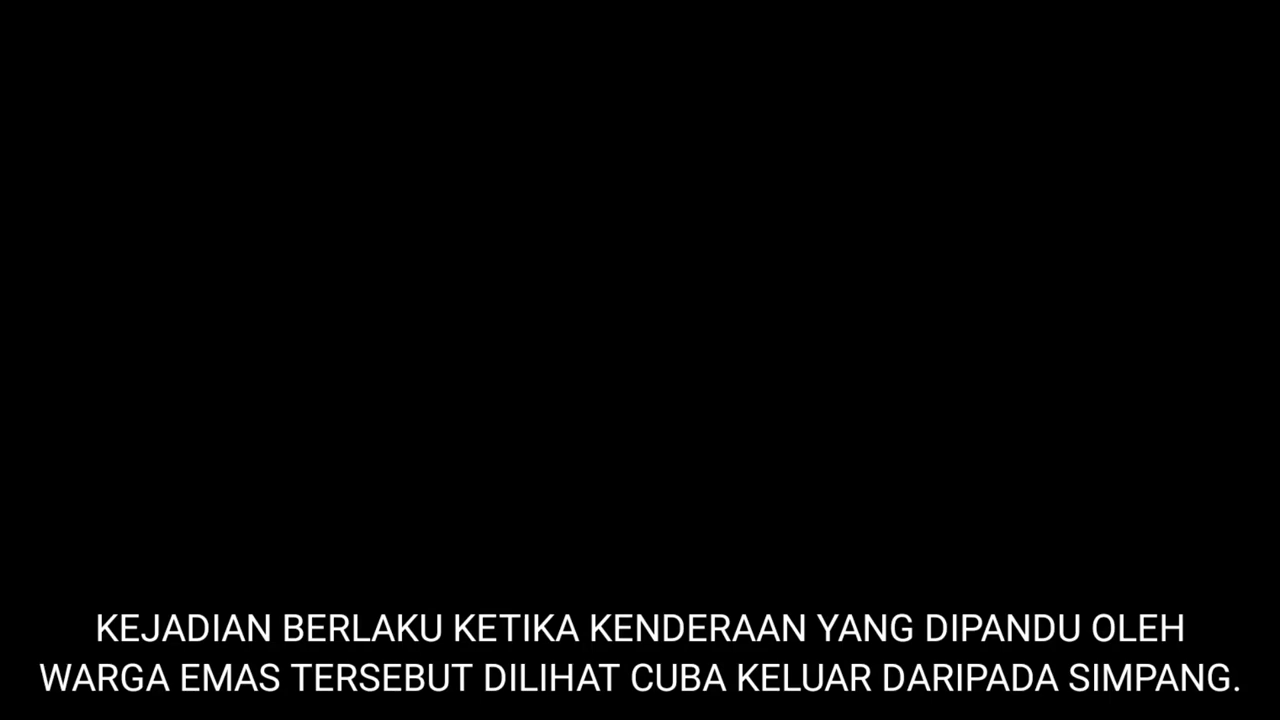 KEJADIAN BERLAKU KETIKA KENDERAAN YANG DIPANDU OLEH
WARGA EMAS TERSEBUT DILIHAT CUBA KELUAR DARIPADA SIMPANG.